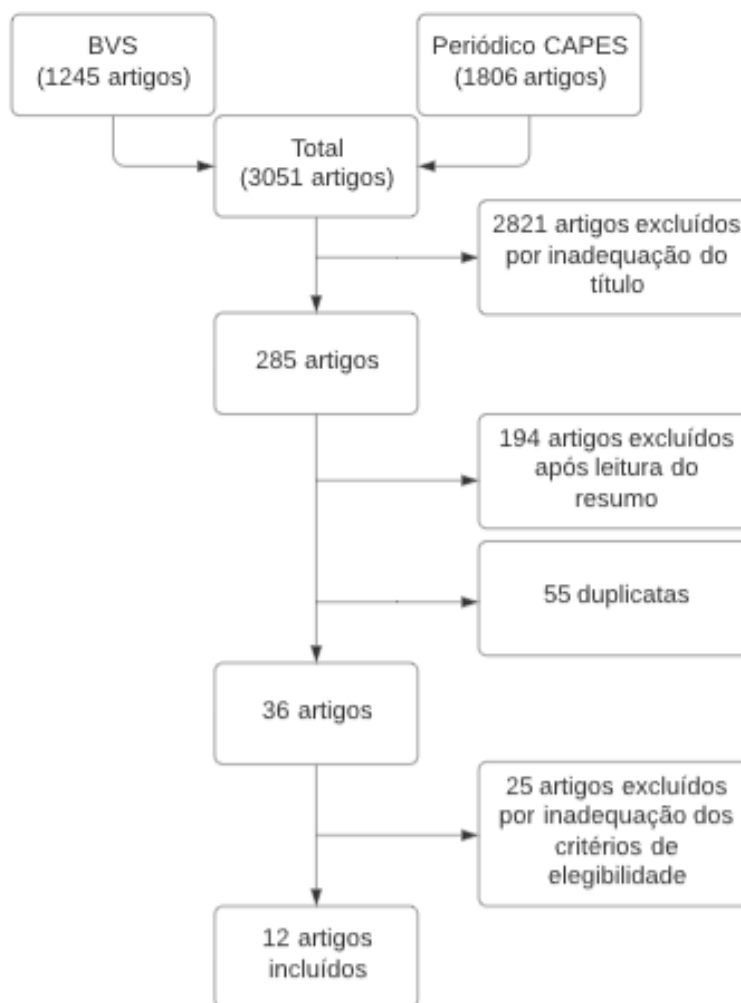 BVS
(1245 artigos)
Periódico CAPES
(1806 artigos)
Total
(3051 artigos)
2821 artigos excluídos
por inadequação do
título
285 artigos
194 artigos excluídos
após leitura do
resumo
55 duplicatas
36 artigos
25 artigos excluídos
por inadequação dos
critérios de
elegibilidade
12 artigos
incluídos